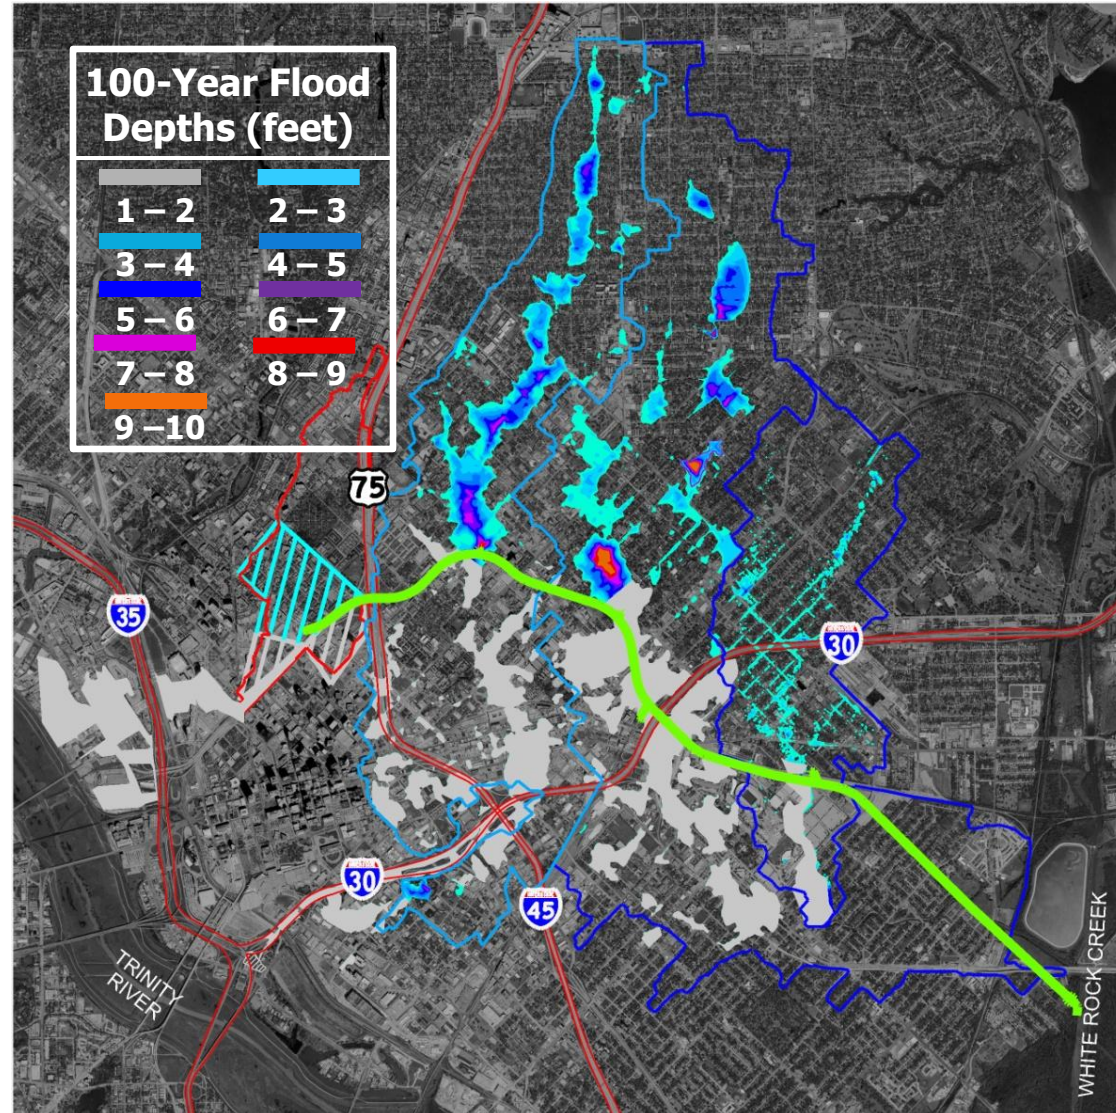 N
100-Year Flood
Depths (feet)
1 – 2
2 – 3
3 – 4
4 – 5
5 – 6
6 – 7
7 – 8
8 – 9
9 –10
75
35
30
30
45
TRINITY
RIVER
WHITE ROCK CREEK